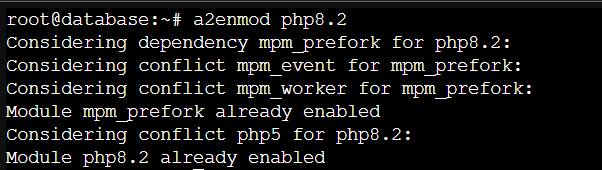 root@database:~# a2enmod php8.2
Considering dependency mpm_prefork for php8.2:
Considering conflict mpm_event for mpm_prefork:
Considering conflict mpm_worker for mpm_prefork:
Module mpm_prefork already enabled
Considering conflict php5 for php8.2:
Module php8.2 already enabled